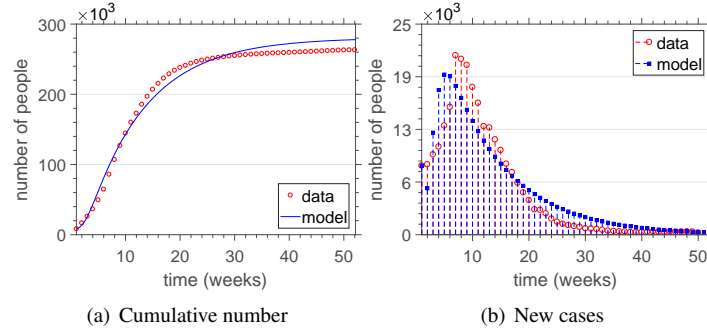 ×10³
300
200
100
0
number of people
data
model
10
20
30
40
50
time (weeks)
(a) Cumulative number
×10³
25
19
13
6
0
number of people
data
model
10
20
30
40
50
time (weeks)
(b) New cases